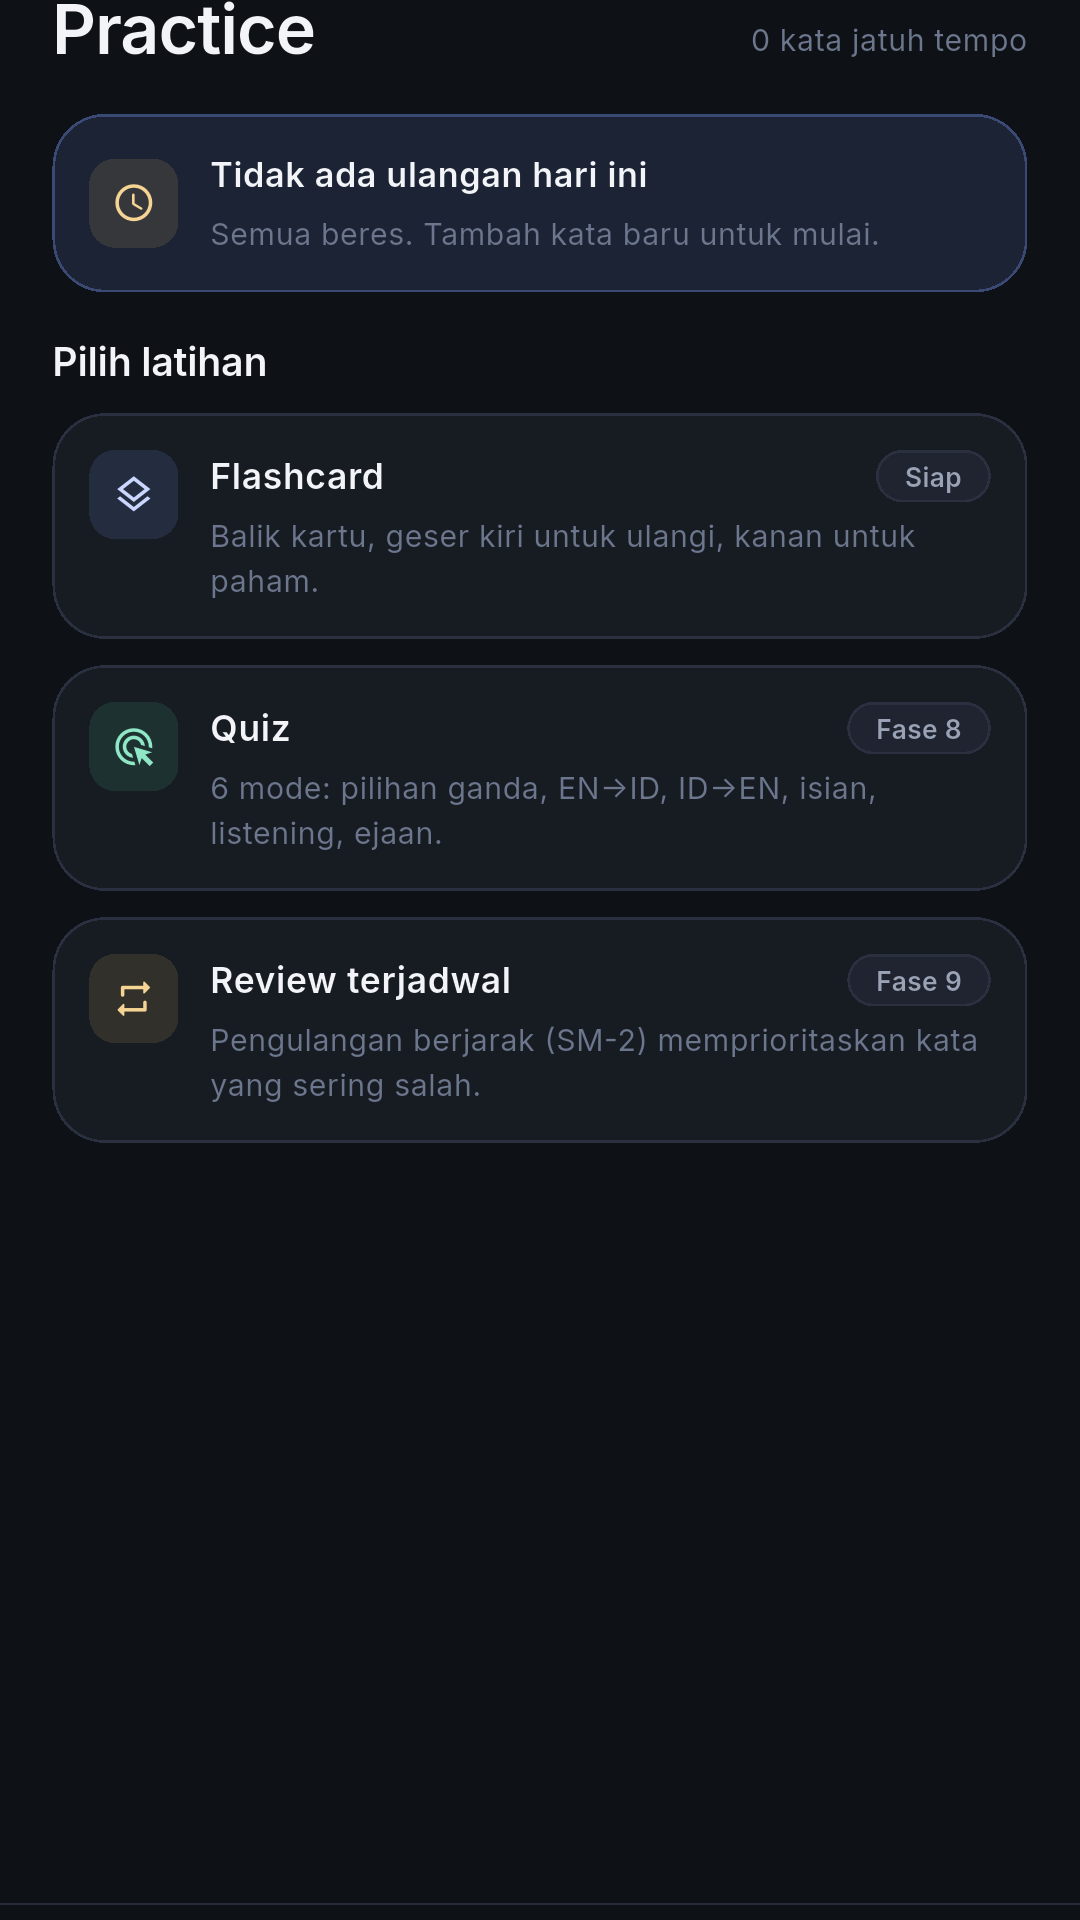 Practice
0 kata jatuh tempo
Tidak ada ulangan hari ini
Semua beres. Tambah kata baru untuk mulai.
Pilih latihan
Flashcard
Siap
Balik kartu, geser kiri untuk ulangi, kanan untuk
paham.
Quiz
Fase 8
6 mode: pilihan ganda, EN→ID, ID→EN, isian,
listening, ejaan.
Review terjadwal
Fase 9
Pengulangan berjarak (SM-2) memprioritaskan kata
yang sering salah.